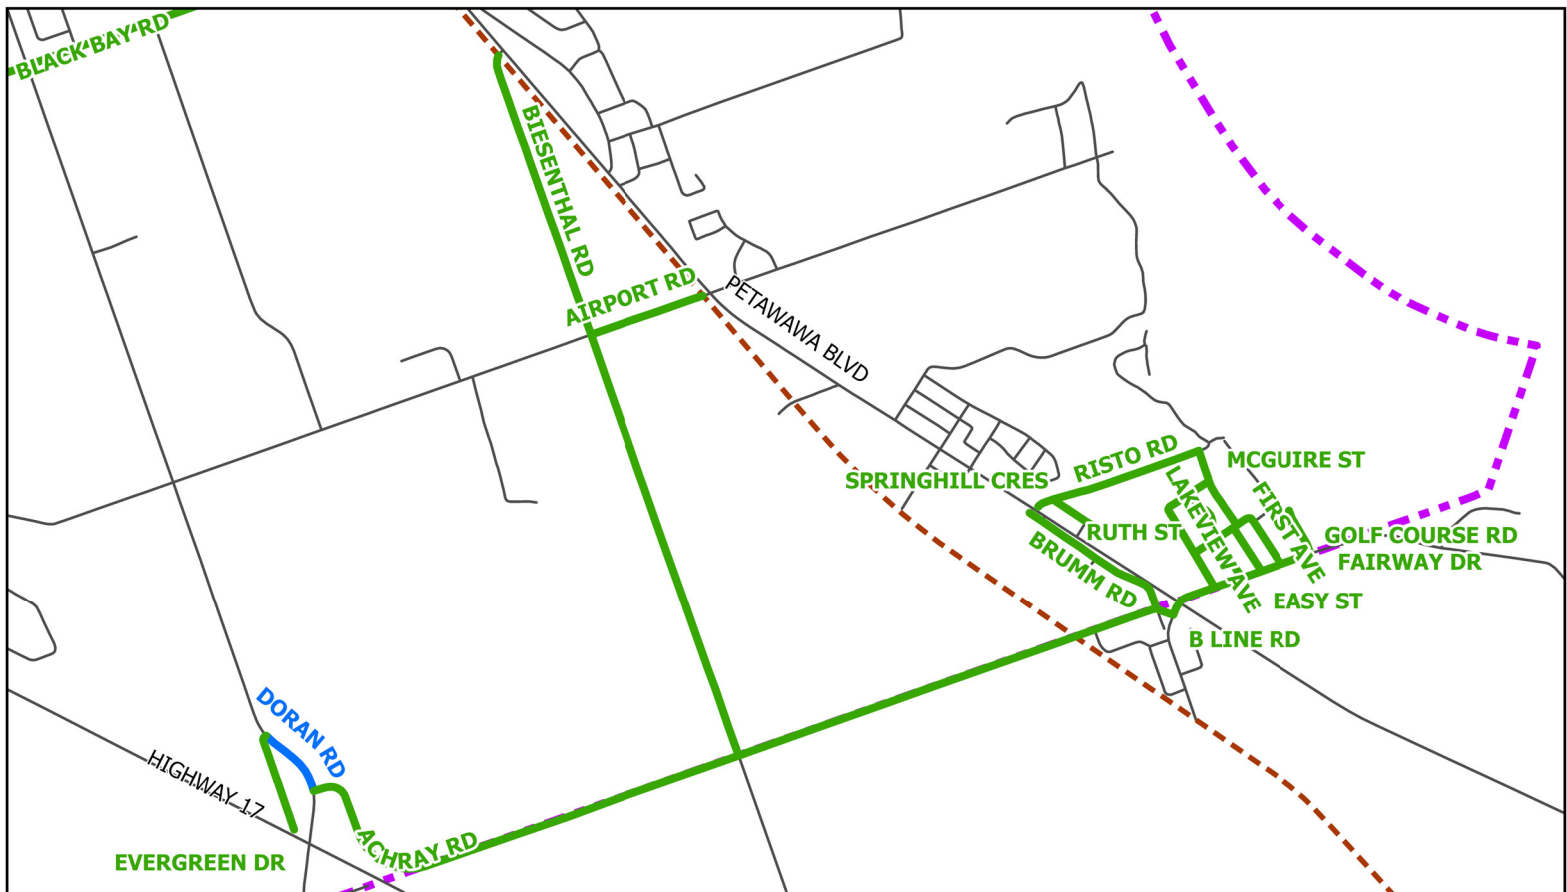 BLACK BAY RD
BIESENTHAL RD
AIRPORT RD
PETAWAWA BLVD
RISTO RD
MCGUIRE ST
SPRINGHILL CRES
LAKEVIEW AVE
FIRST AVE
RUTH ST
GOLF COURSE RD
BRUMM RD
FAIRWAY DR
EASY ST
B LINE RD
DORAN RD
HIGHWAY 17
ACHRAY RD
EVERGREEN DR